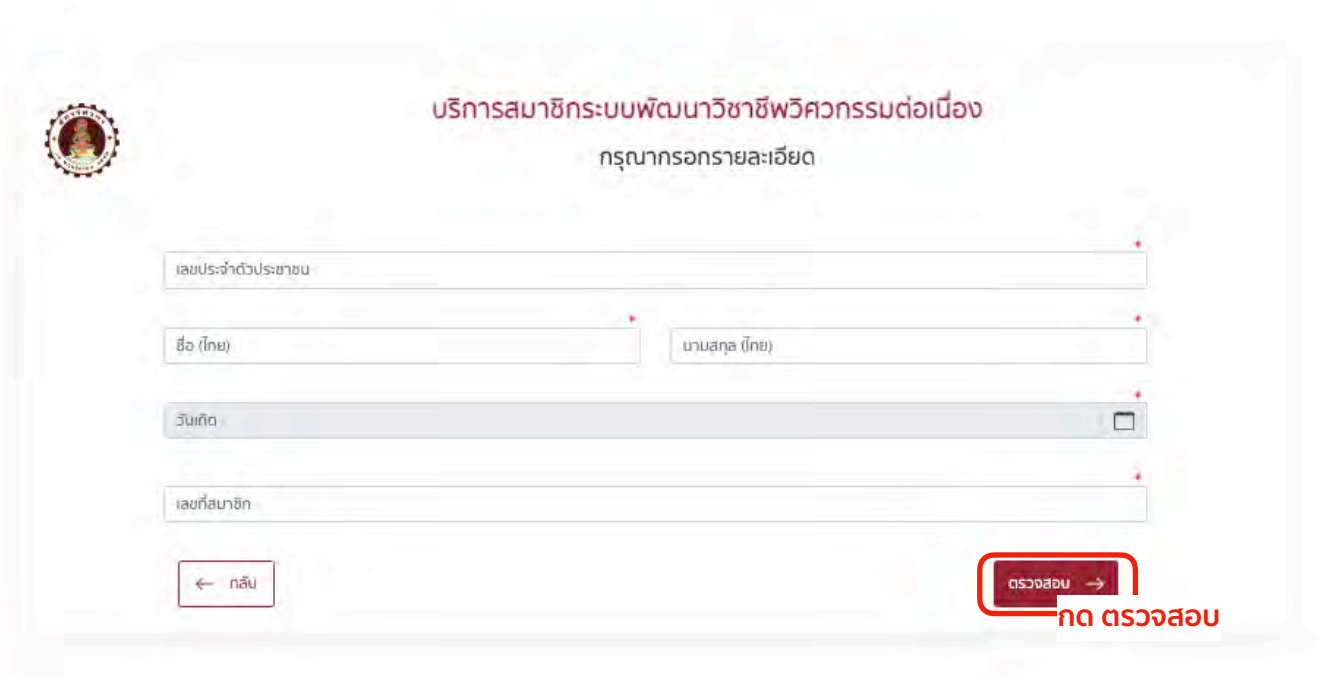 บริการสมาชิกระบบพัฒนาวิชาชีพวิศวกรรมต่อเนื่อง
กรุณากรอกรายละเอียด
*
เลขประจำตัวประชาชน
* *
ชื่อ (ไทย) นามสกุล (ไทย)
*
วันเกิด
*
เลขที่สมาชิก
← กลับ ตรวจสอบ →
กด ตรวจสอบ